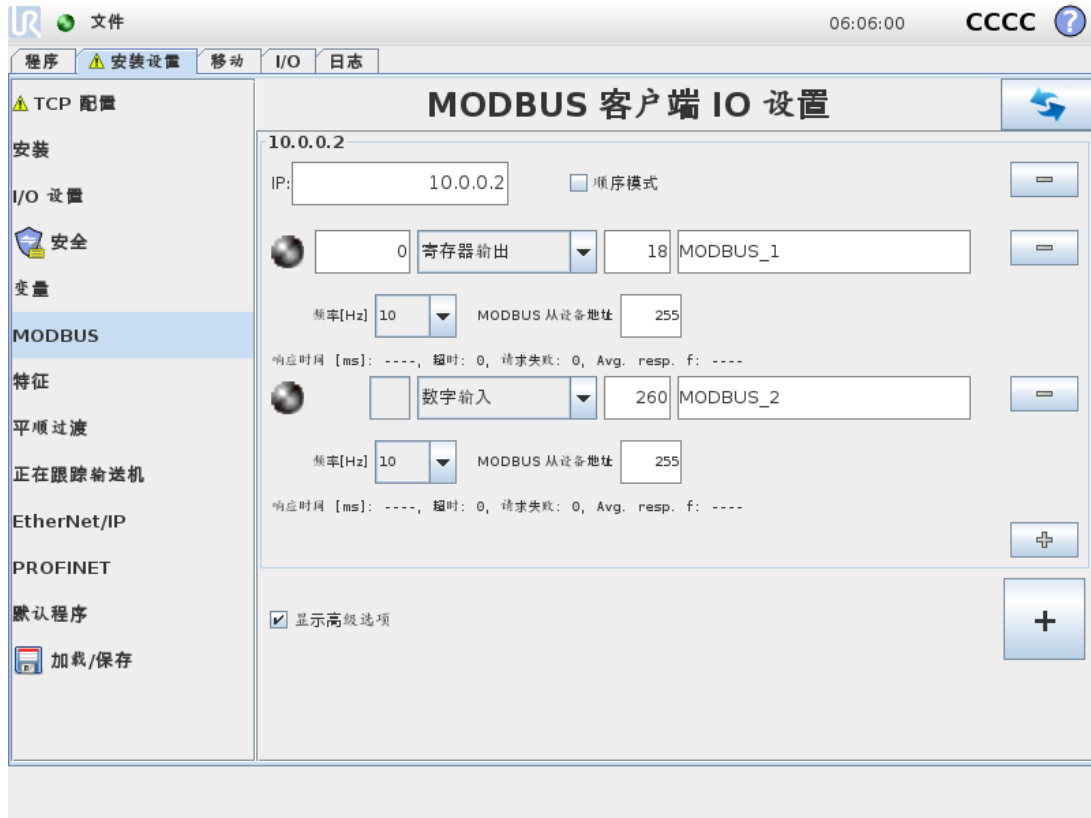 UR 文件 06:06:00 CCCC ?
程序 安装设置 移动 I/O 日志
TCP 配置
安装
I/O 设置
安全
变量
MODBUS
特征
平顺过渡
正在跟踪输送机
EtherNet/IP
PROFINET
默认程序
加载/保存
MODBUS 客户端 IO 设置
10.0.0.2
IP: 10.0.0.2 顺序模式
0 寄存器输出 18 MODBUS_1
频率[Hz] 10 MODBUS 从设备地址 255
响应时间 [ms]: ----, 超时: 0, 请求失败: 0, Avg. resp. f: ----
数字输入 260 MODBUS_2
频率[Hz] 10 MODBUS 从设备地址 255
响应时间 [ms]: ----, 超时: 0, 请求失败: 0, Avg. resp. f: ----
显示高级选项